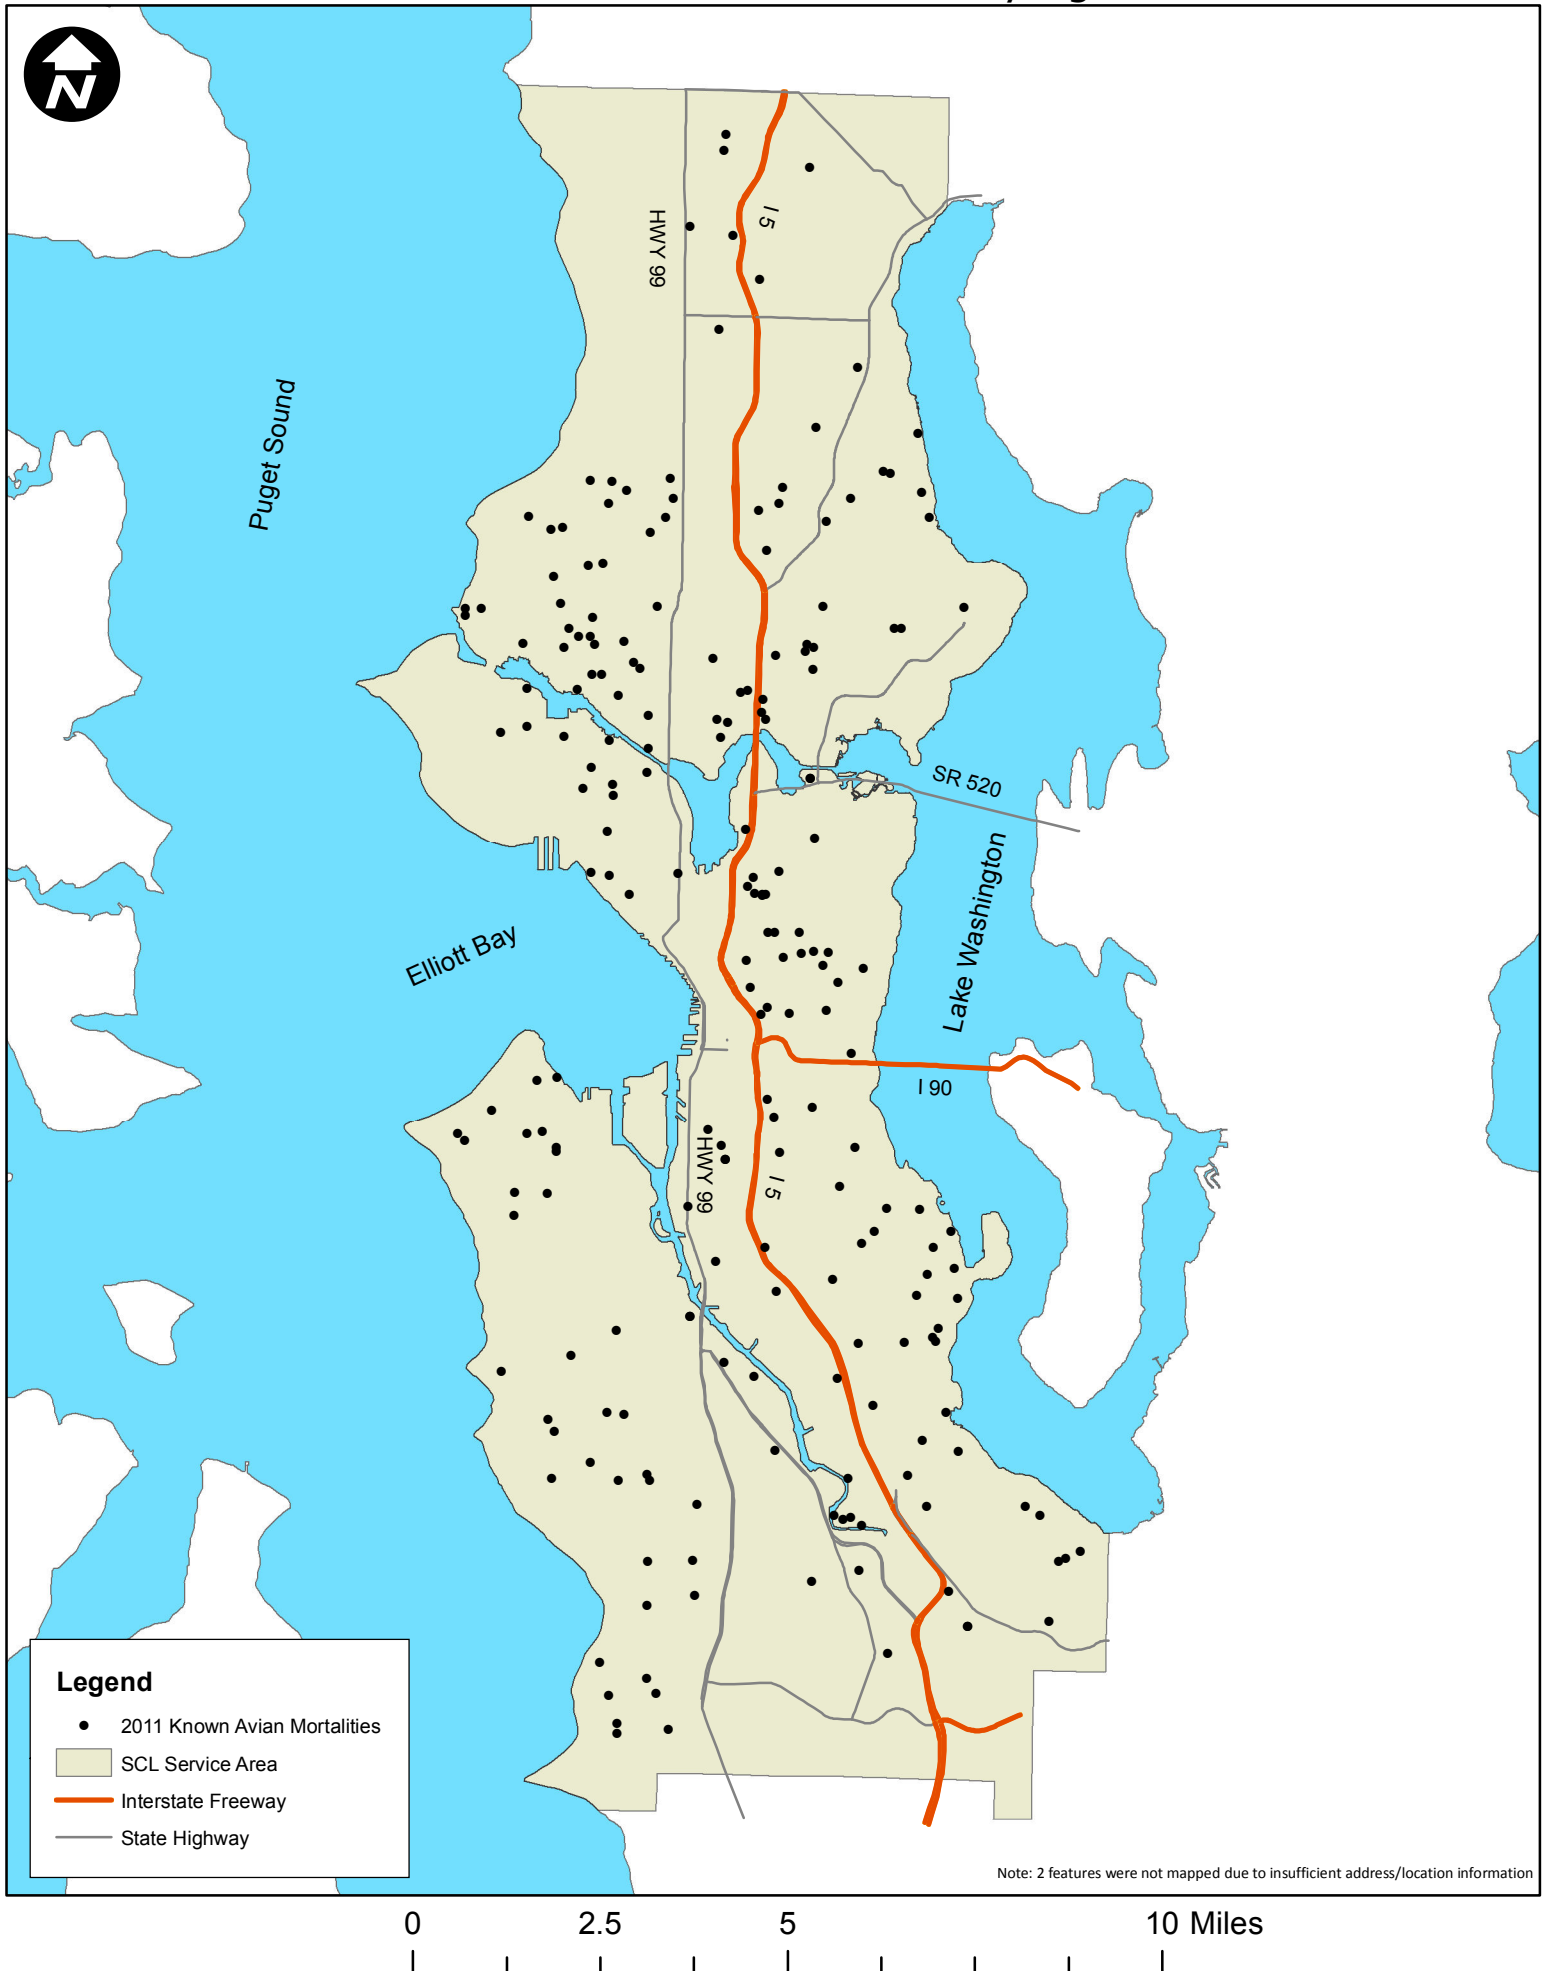 N
HWY 99
I 5
Puget Sound
SR 520
Lake Washington
Elliott Bay
I 90
HWY 99
I 5
Legend
2011 Known Avian Mortalities
SCL Service Area
Interstate Freeway
State Highway
Note: 2 features were not mapped due to insufficient address/location information
0 2.5 5 10 Miles